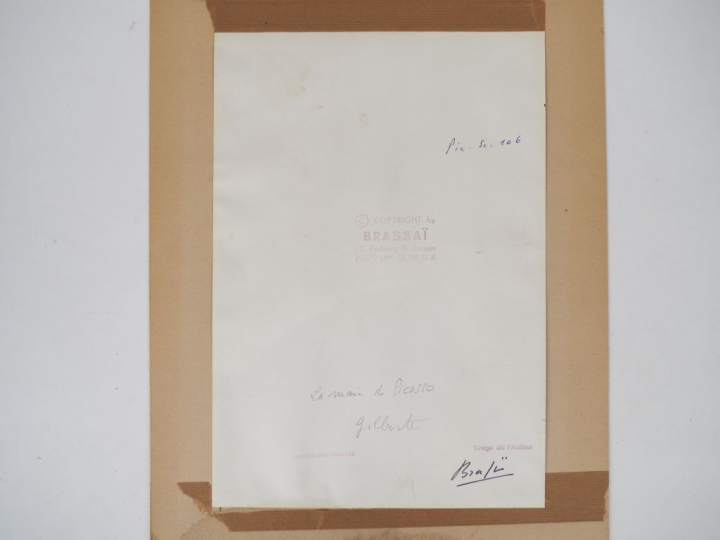 Pic. Sc. 106
© COPYRIGHT by
BRASSAÏ
La main de Picasso
Gilberte
Tirage de l'Auteur
Brassaï